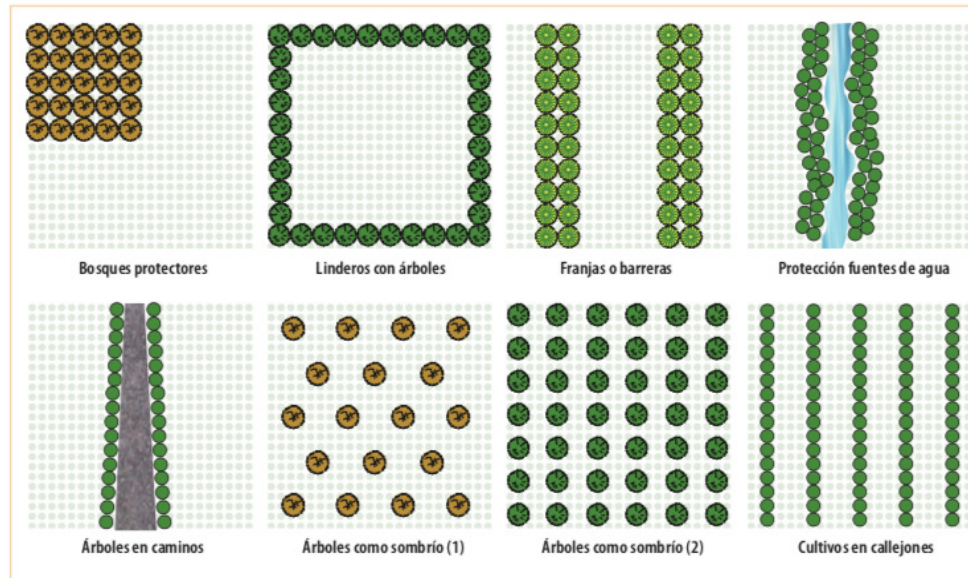 Bosques protectores
Linderos con árboles
Franjas o barreras
Protección fuentes de agua
Árboles en caminos
Árboles como sombrío (1)
Árboles como sombrío (2)
Cultivos en callejones